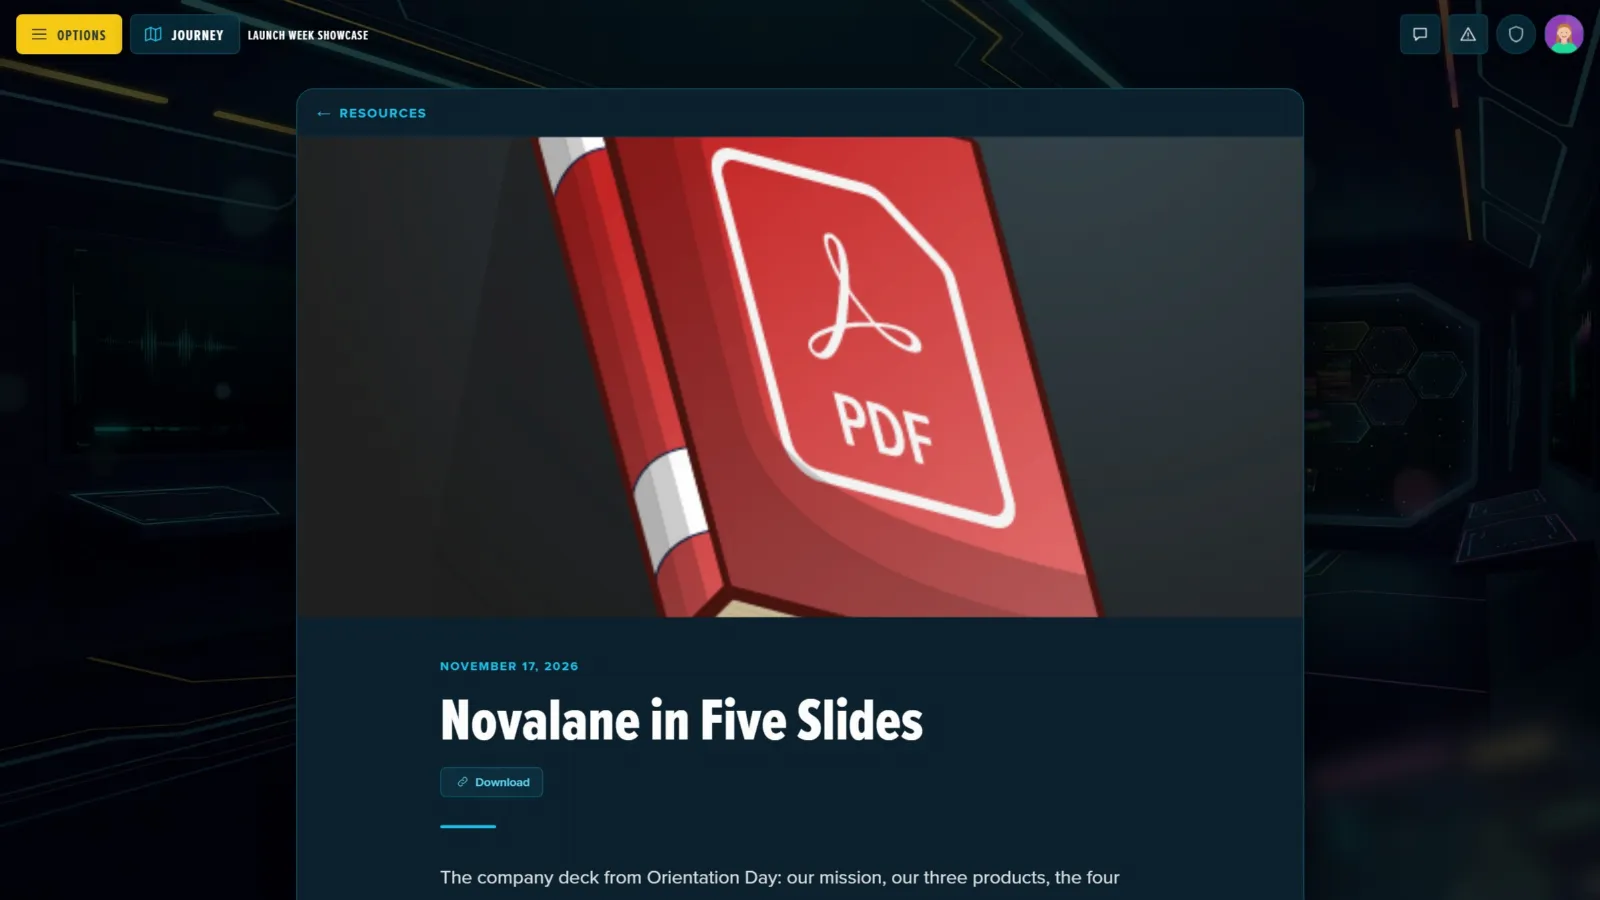 OPTIONS
JOURNEY
LAUNCH WEEK SHOWCASE
← RESOURCES
PDF
NOVEMBER 17, 2026
Novalane in Five Slides
Download
The company deck from Orientation Day: our mission, our three products, the four